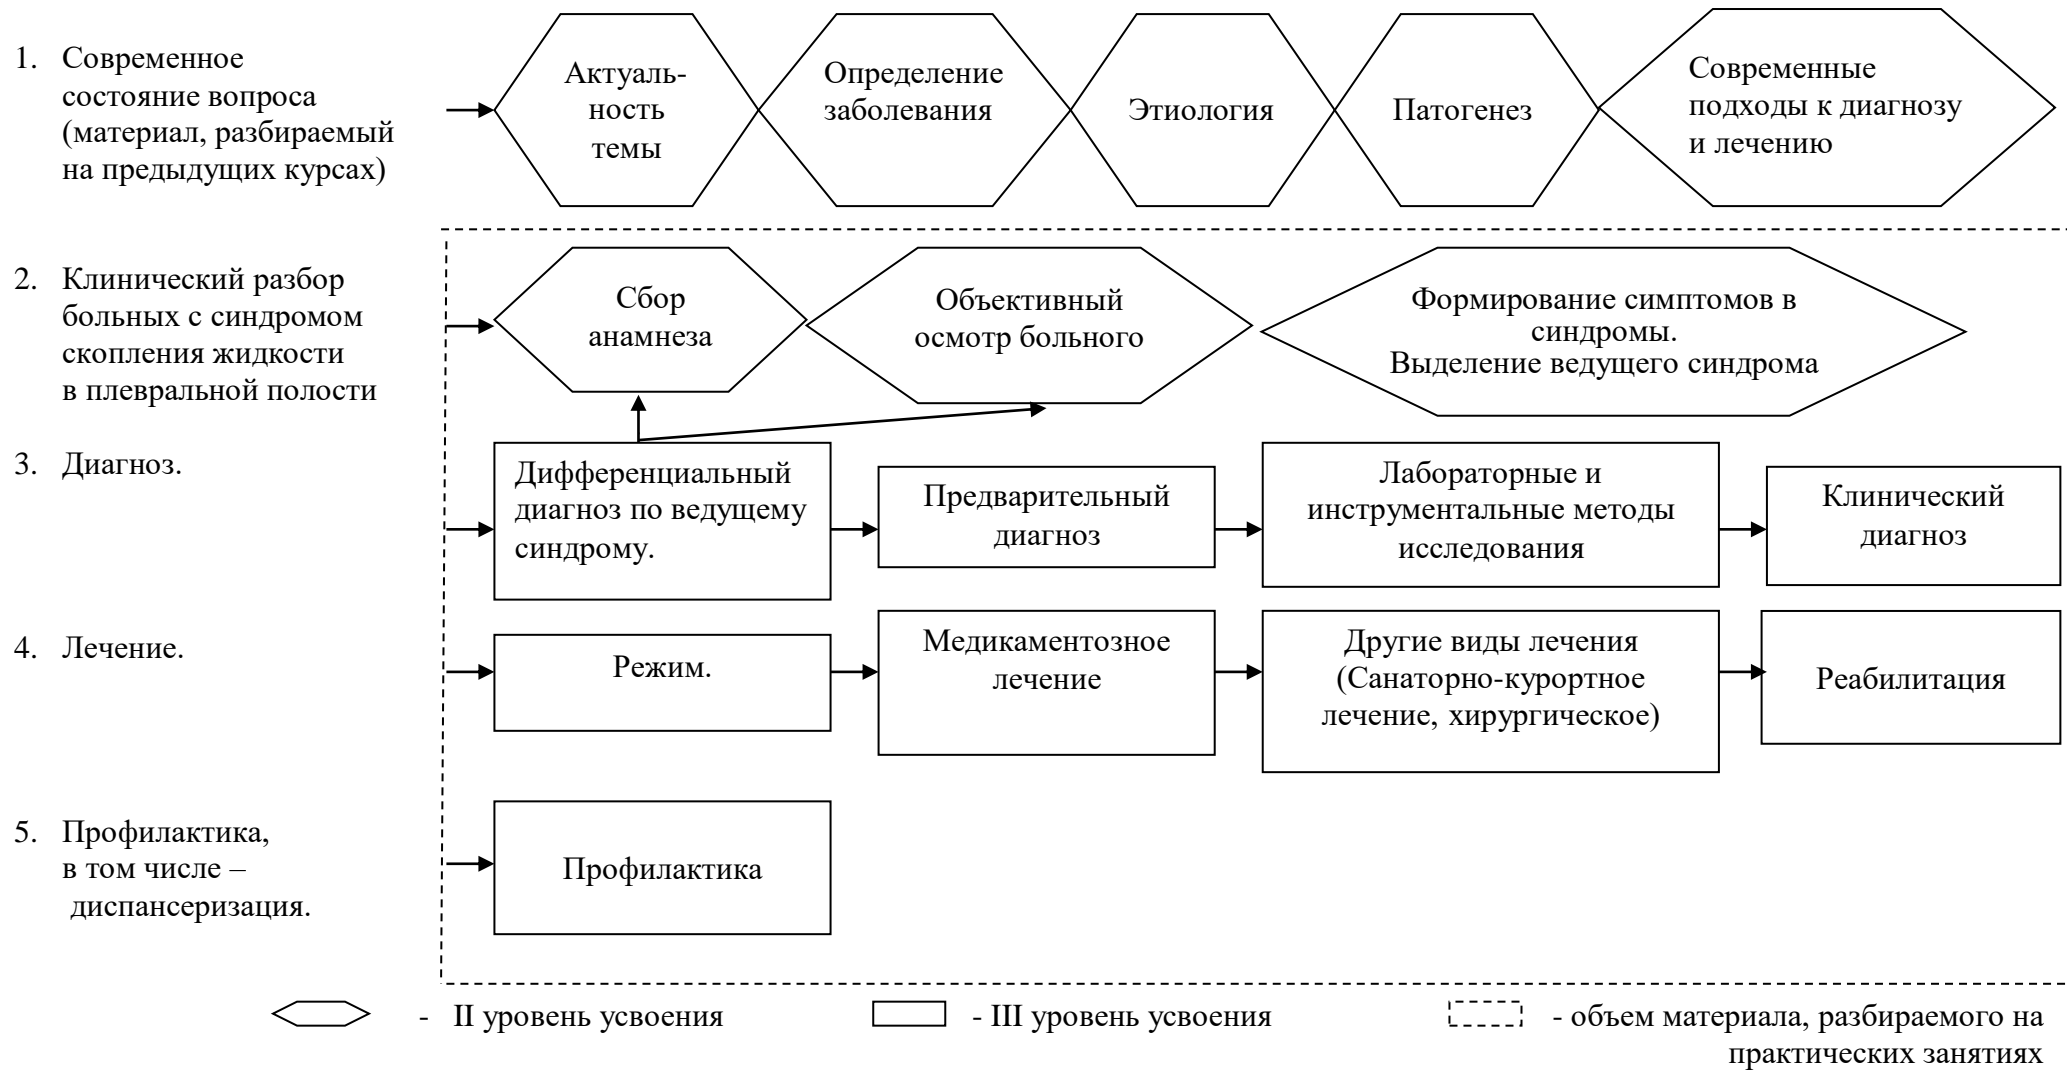 1. Современное
состояние вопроса
(материал, разбираемый
на предыдущих курсах)
Актуаль-
ность
темы
Определение
заболевания
Этиология
Патогенез
Современные
подходы к диагнозу
и лечению
2. Клинический разбор
больных с синдромом
скопления жидкости
в плевральной полости
Сбор
анамнеза
Объективный
осмотр больного
Формирование симптомов в
синдромы.
Выделение ведущего синдрома
3. Диагноз.
Дифференциальный
диагноз по ведущему
синдрому.
Предварительный
диагноз
Лабораторные и
инструментальные методы
исследования
Клинический
диагноз
4. Лечение.
Режим.
Медикаментозное
лечение
Другие виды лечения
(Санаторно-курортное
лечение, хирургическое)
Реабилитация
5. Профилактика,
в том числе –
диспансеризация.
Профилактика
- II уровень усвоения
- III уровень усвоения
- объем материала, разбираемого на
практических занятиях